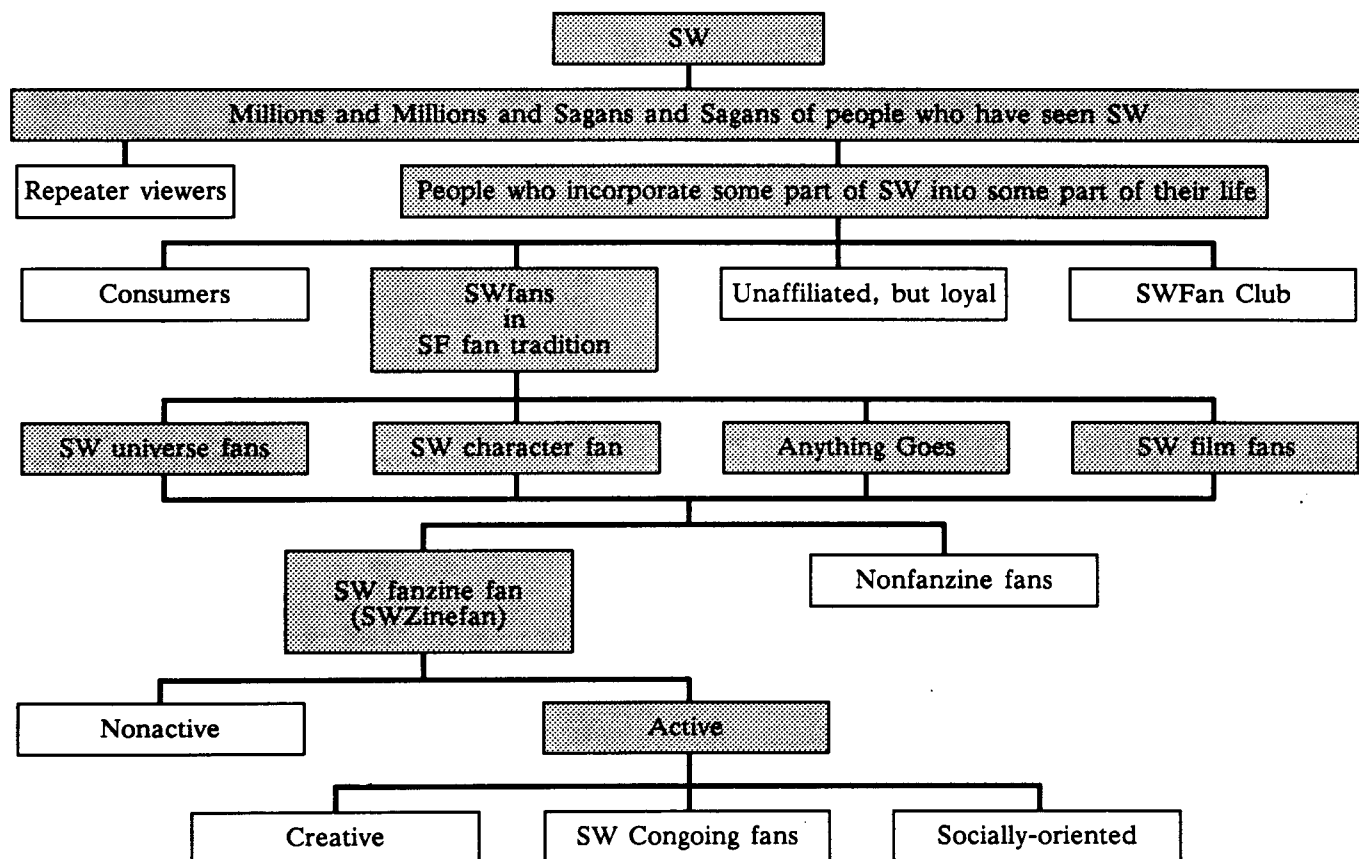 SW
Millions and Millions and Sagans and Sagans of people who have seen SW
Repeater viewers
People who incorporate some part of SW into some part of their life
Consumers
SWfans
in
SF fan tradition
Unaffiliated, but loyal
SWFan Club
SW universe fans
SW character fan
Anything Goes
SW film fans
SW fanzine fan
(SWZinefan)
Nonfanzine fans
Nonactive
Active
Creative
SW Congoing fans
Socially-oriented